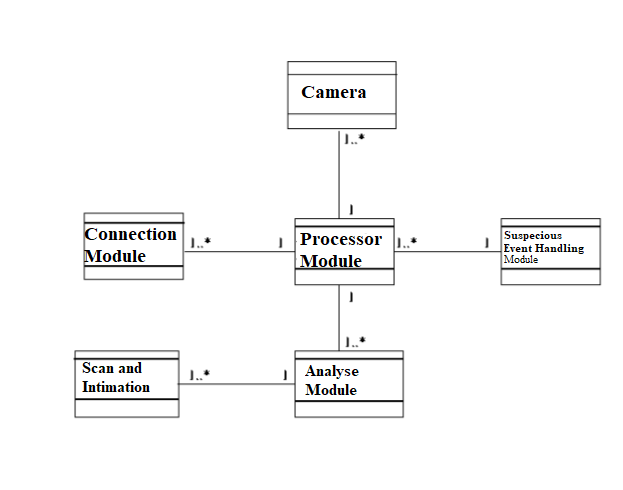 Camera
1..*
1
Connection
Module
1..*
1
Processor
Module
1..*
1
Suspecious
Event Handling
Module
1
1..*
Scan and
Intimation
1..*
1
Analyse
Module